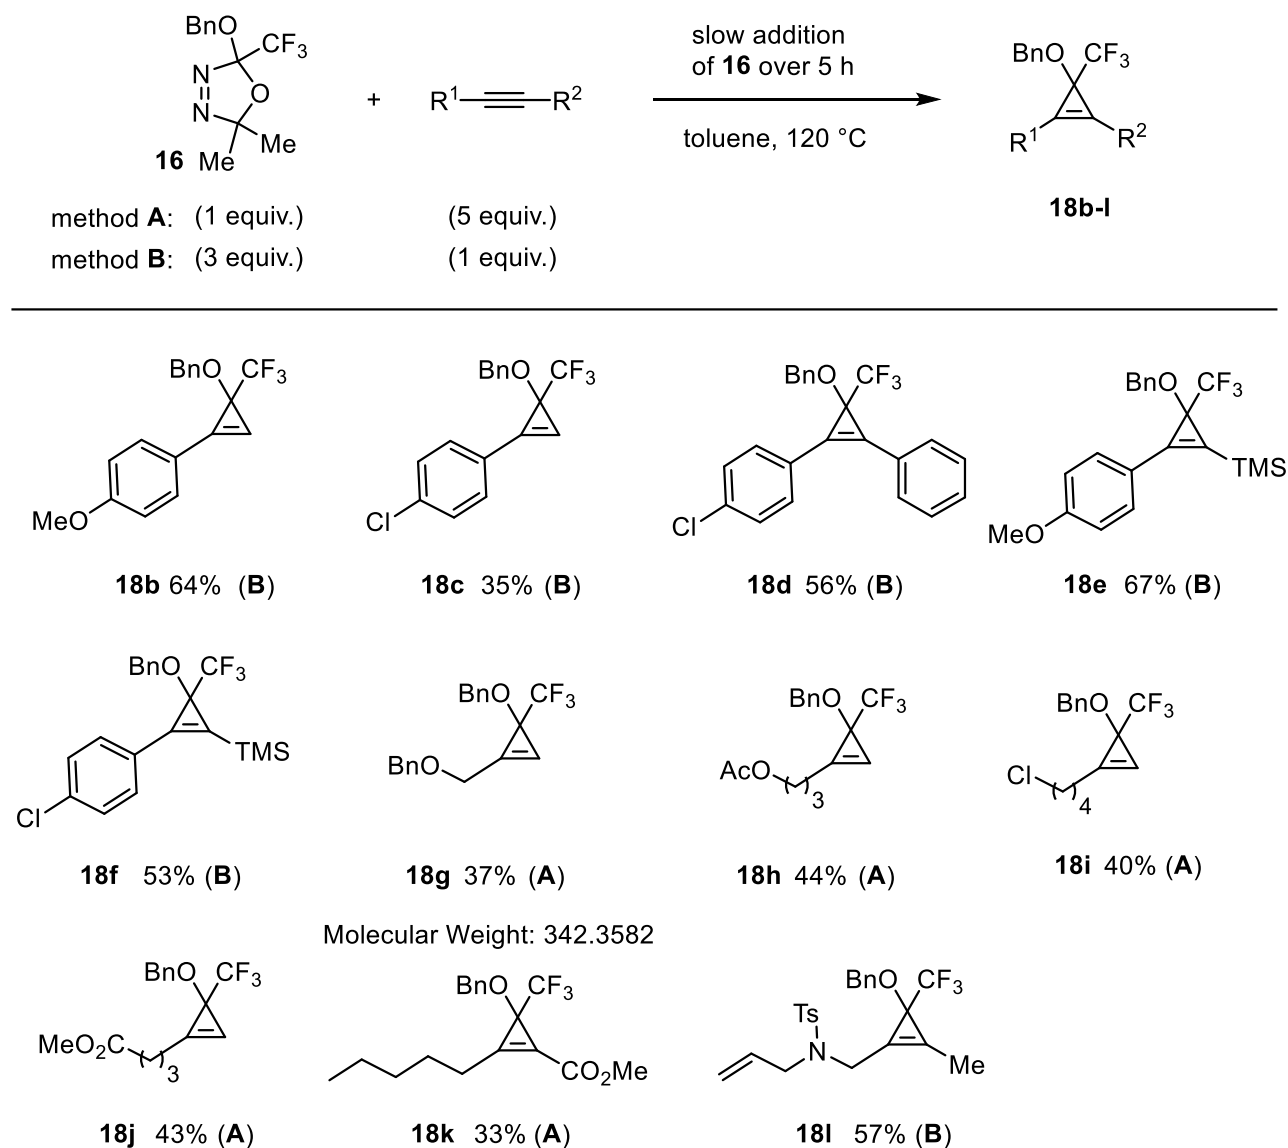 BnO CF3
N
N
O
Me
Me
16
+
R1 R2
slow addition
of 16 over 5 h
toluene, 120 °C
BnO CF3
R1 R2
18b-l
method A: (1 equiv.) (5 equiv.)
method B: (3 equiv.) (1 equiv.)
BnO CF3
MeO
18b 64% (B)
BnO CF3
Cl
18c 35% (B)
BnO CF3
Cl
18d 56% (B)
BnO CF3
TMS
MeO
18e 67% (B)
BnO CF3
TMS
Cl
18f 53% (B)
BnO CF3
BnO
18g 37% (A)
BnO CF3
AcO ( ) 3
18h 44% (A)
BnO CF3
Cl ( ) 4
18i 40% (A)
Molecular Weight: 342.3582
BnO CF3
MeO2C ( ) 3
18j 43% (A)
BnO CF3
CO2Me
18k 33% (A)
BnO CF3
Ts
N
Me
18l 57% (B)